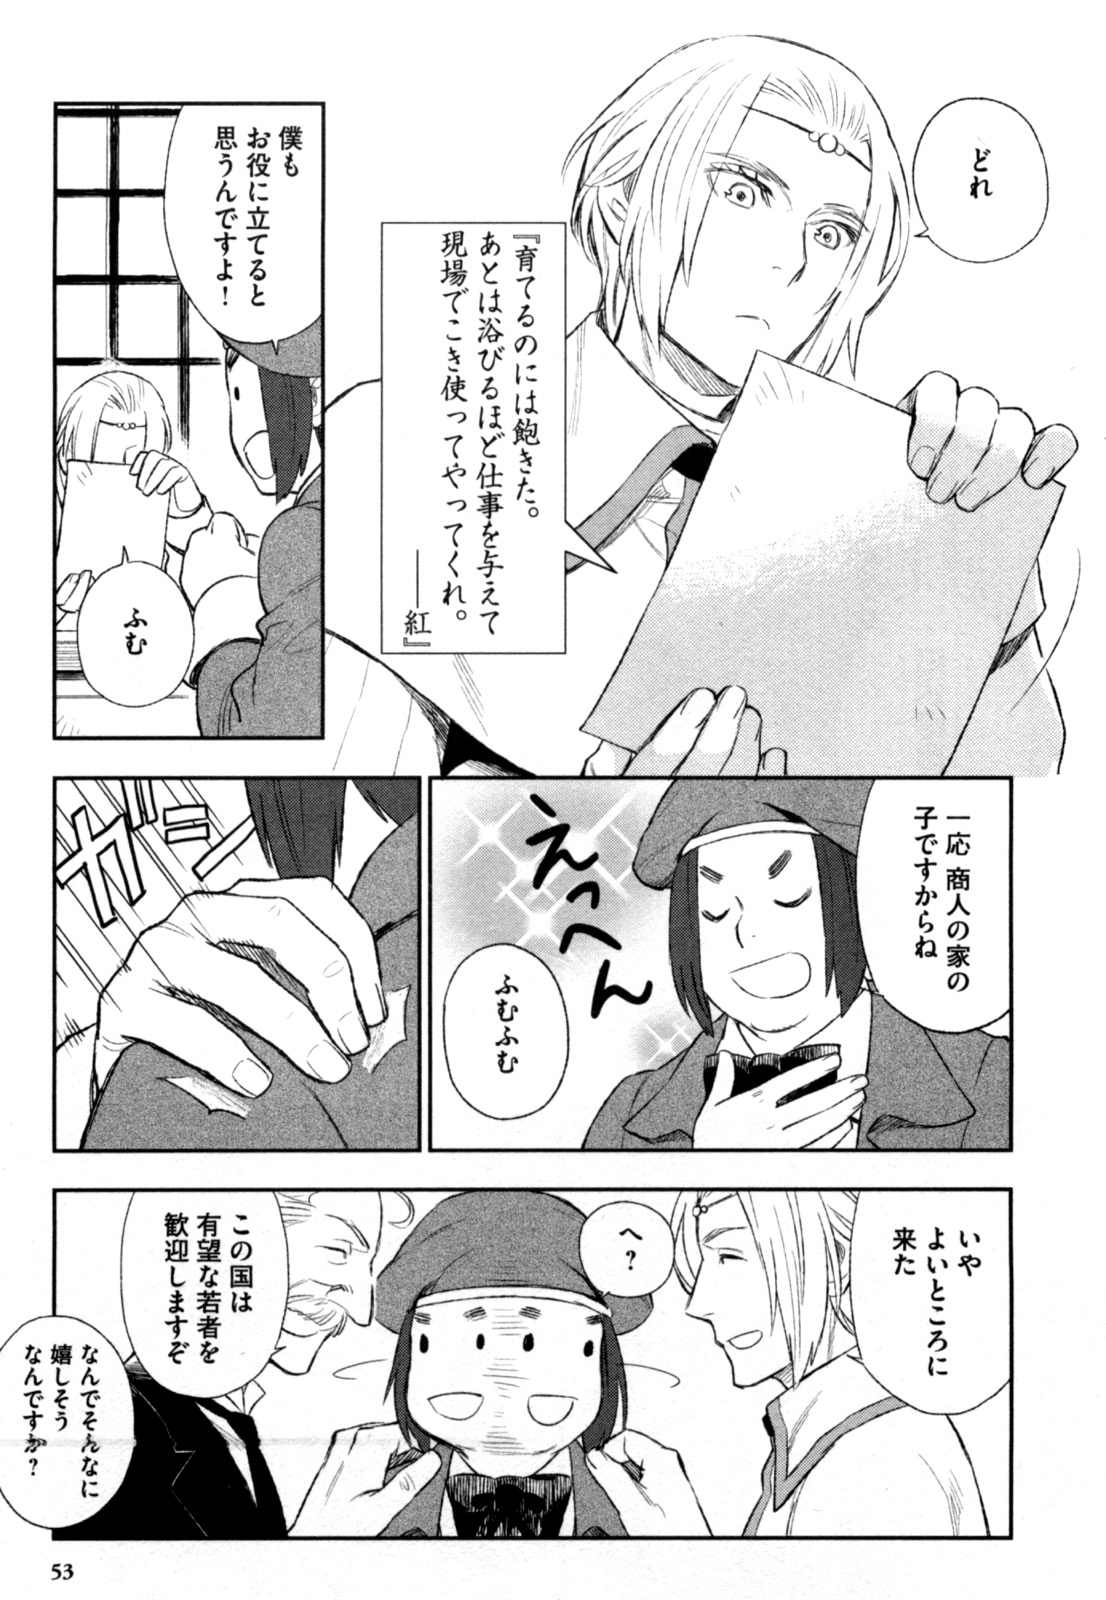 どれ
『育てるのには飽きた。
あとは浴びるほど仕事を与えて
現場でこき使ってやってくれ。
――紅』
僕も
お役に立てると
思うんですよ!
ふむ
一応 商人の家の
子ですからね
えっへん
ふむふむ
ガシッ
いや
よいところに
来た
へ?
この国は
有望な若者を
歓迎しますぞ
なんでそんなに
嬉しそう
なんですか?
53